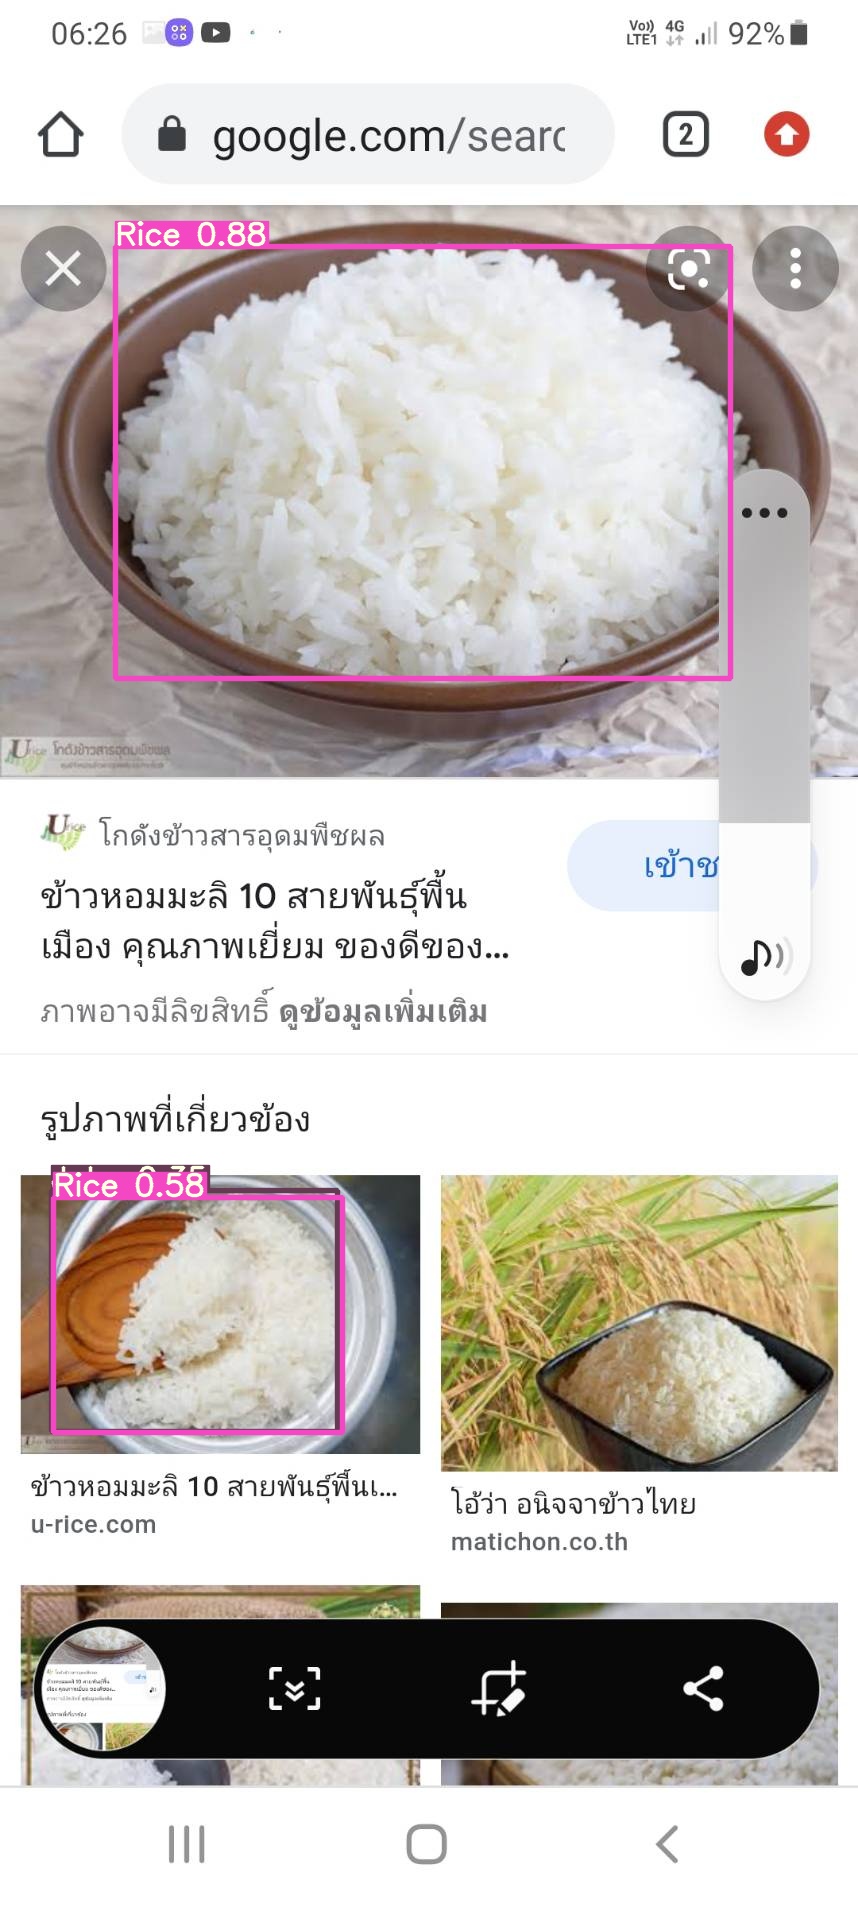 06:26
Vo)) LTE1 4G 92%
google.com/searc
2
Rice 0.88
Urice โกดังข้าวสารอุดมพืชผล
Urice โกดังข้าวสารอุดมพืชผล
เข้าช
ข้าวหอมมะลิ 10 สายพันธุ์พื้น
เมือง คุณภาพเยี่ยม ของดีของ...
ภาพอาจมีลิขสิทธิ์ ดูข้อมูลเพิ่มเติม
รูปภาพที่เกี่ยวข้อง
Rice 0.58
ข้าวหอมมะลิ 10 สายพันธุ์พื้นเ...
u-rice.com
โอ้ว่า อนิจจาข้าวไทย
matichon.co.th